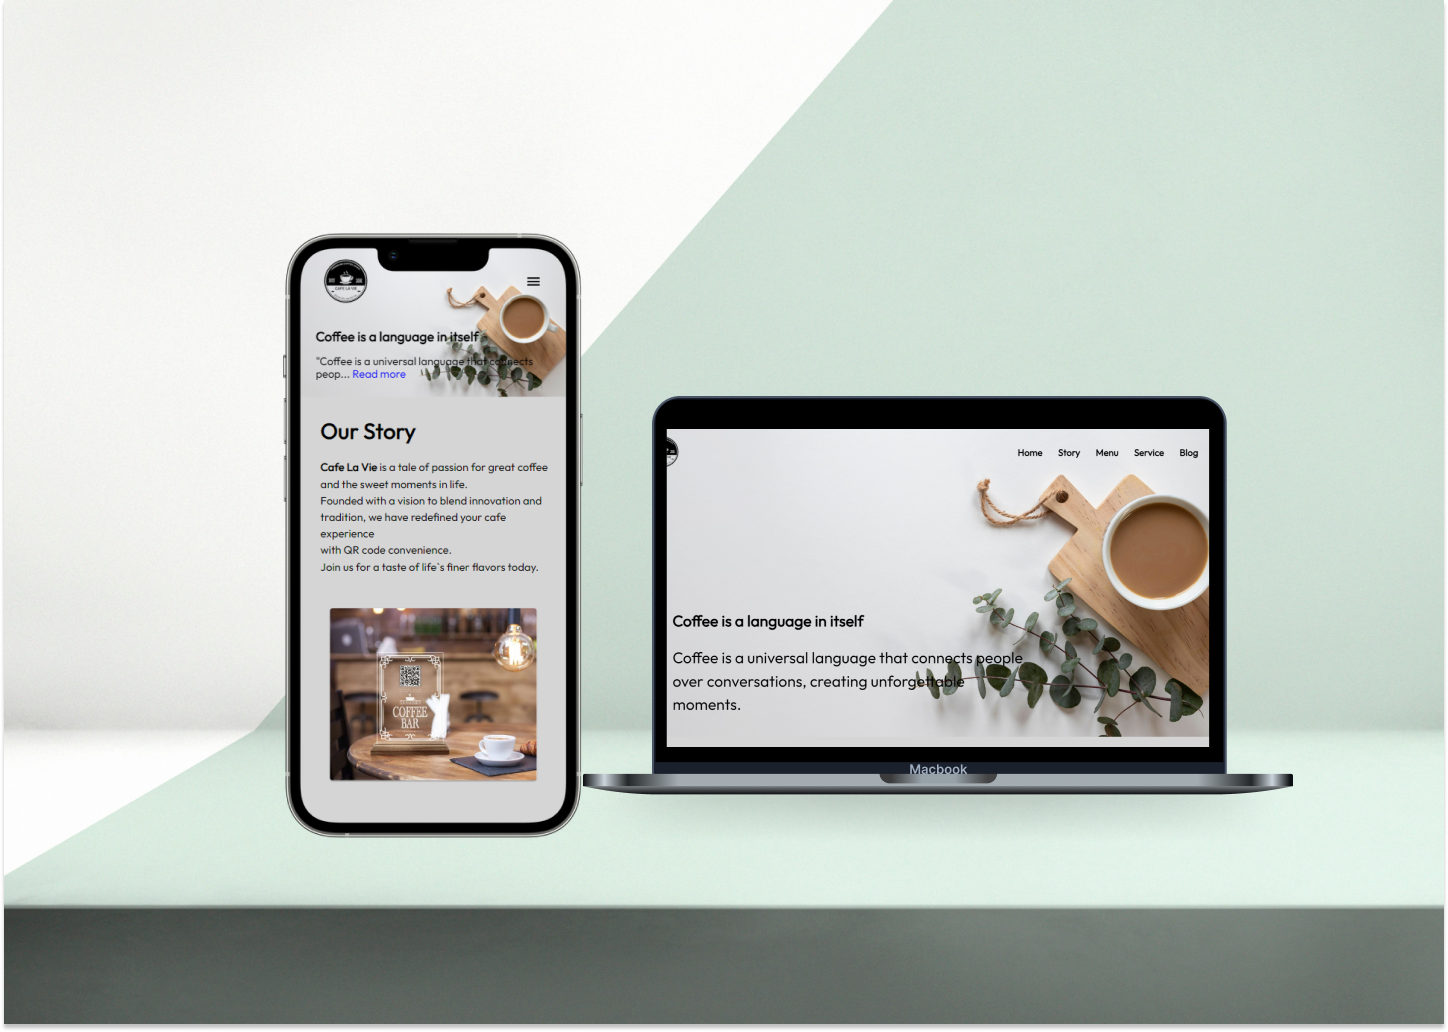 CAFE LA VIE
Coffee is a language in itself
"Coffee is a universal language that connects
peop... Read more
Our Story
Cafe La Vie is a tale of passion for great coffee
and the sweet moments in life.
Founded with a vision to blend innovation and
tradition, we have redefined your cafe
experience
with QR code convenience.
Join us for a taste of life`s finer flavors today.
COFFEE
BAR
Home Story Menu Service Blog
Coffee is a language in itself
Coffee is a universal language that connects people
over conversations, creating unforgettable
moments.
Macbook